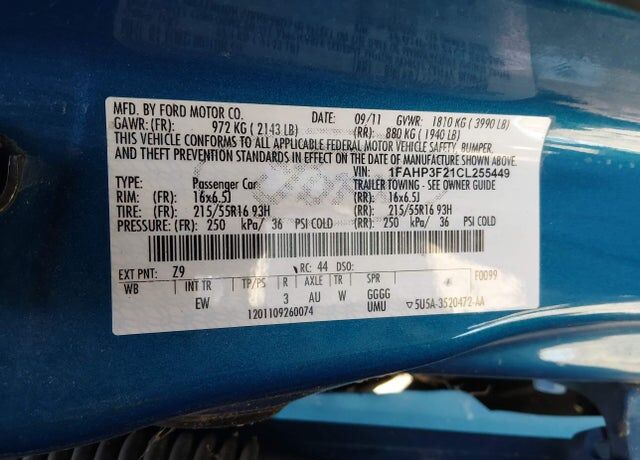 MFD. BY FORD MOTOR CO.
DATE: 09/11 GVWR: 1810 KG ( 3990 LB)
GAWR: (FR): 972 KG ( 2143 LB) (RR): 880 KG ( 1940 LB)
THIS VEHICLE CONFORMS TO ALL APPLICABLE FEDERAL MOTOR VEHICLE SAFETY, BUMPER,
AND THEFT PREVENTION STANDARDS IN EFFECT ON THE DATE OF MANUFACTURE SHOWN ABOVE.
VIN: 1FAHP3F21CL255449
TYPE: Passenger Car TRAILER TOWING - SEE OWNER GUIDE
RIM: (FR): 16x6.5J (RR): 16x6.5J
TIRE: (FR): 215/55R16 93H (RR): 215/55R16 93H
PRESSURE: (FR): 250 kPa/ 36 PSI COLD (RR): 250 kPa/ 36 PSI COLD
EXT PNT: Z9 RC: 44 DSO: F0099
WB INT TR TP/PS R AXLE TR SPR
EW 3 AU W GGGG
UMU ▽5U5A-3520472-AA
1201109260074